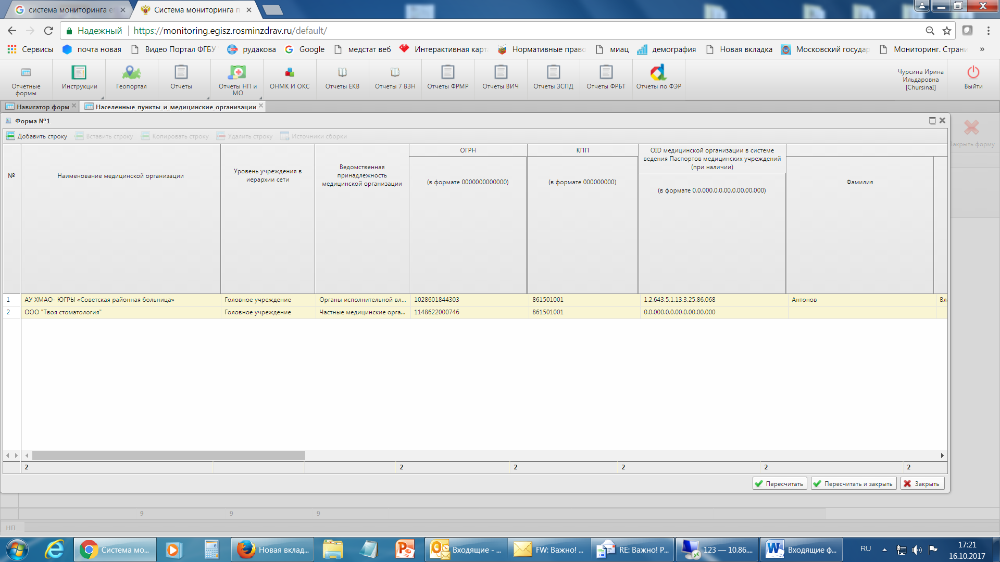 система мониторинга е
Система мониторинга п
Надежный
https://monitoring.egisz.rosminzdrav.ru/default/
Сервисы
почта новая
Видео Портал ФГБУ
рудакова
Google
медстат веб
Интерактивная карт
Нормативные право
миац
демография
Новая вкладка
Московский государ
Мониторинг. Страни
»
Отчетные
формы
Инструкции
Геопортал
Отчеты
Отчеты НП и
МО
ОНМК И ОКС
Отчеты ЕКВ
Отчеты 7 ВЗН
Отчеты ФРМР
Отчеты ВИЧ
Отчеты ЗСПД
Отчеты ФРБТ
Отчеты по ФЭР
Чурсина Ирина
Ильдаровна
[ChursinaI]
Выйти
Навигатор форм
Населенные_пункты_и_медицинские_организации
Форма №1
Добавить строку
Вставить строку
Копировать строку
Удалить строку
Источники сборки
Закрыть форму
№
Наименование медицинской организации
Уровень учреждения в
иерархии сети
Ведомственная
принадлежность
медицинской организации
ОГРН
(в формате 0000000000000)
КПП
(в формате 000000000)
OID медицинской организации в системе
ведения Паспортов медицинских учреждений
(при наличии)
(в формате 0.0.000.0.0.00.0.00.00.000)
Фамилия
1 АУ ХМАО- ЮГРЫ «Советская районная больница» Головное учреждение Органы исполнительной вл... 1028601844303 861501001 1.2.643.5.1.13.3.25.86.068 Антонов Вл
2 ООО "Твоя стоматология" Головное учреждение Частные медицинские орга... 1148622000746 861501001 0.0.000.0.0.00.0.00.00.000
2 2 2 2 2 2
Пересчитать
Пересчитать и закрыть
Закрыть
9 9 9
НП
Система мо...
Новая вклад...
Входящие - ...
FW: Важно! ...
RE: Важно! Р...
123 — 10.86....
Входящие ф...
RU
17:21
16.10.2017